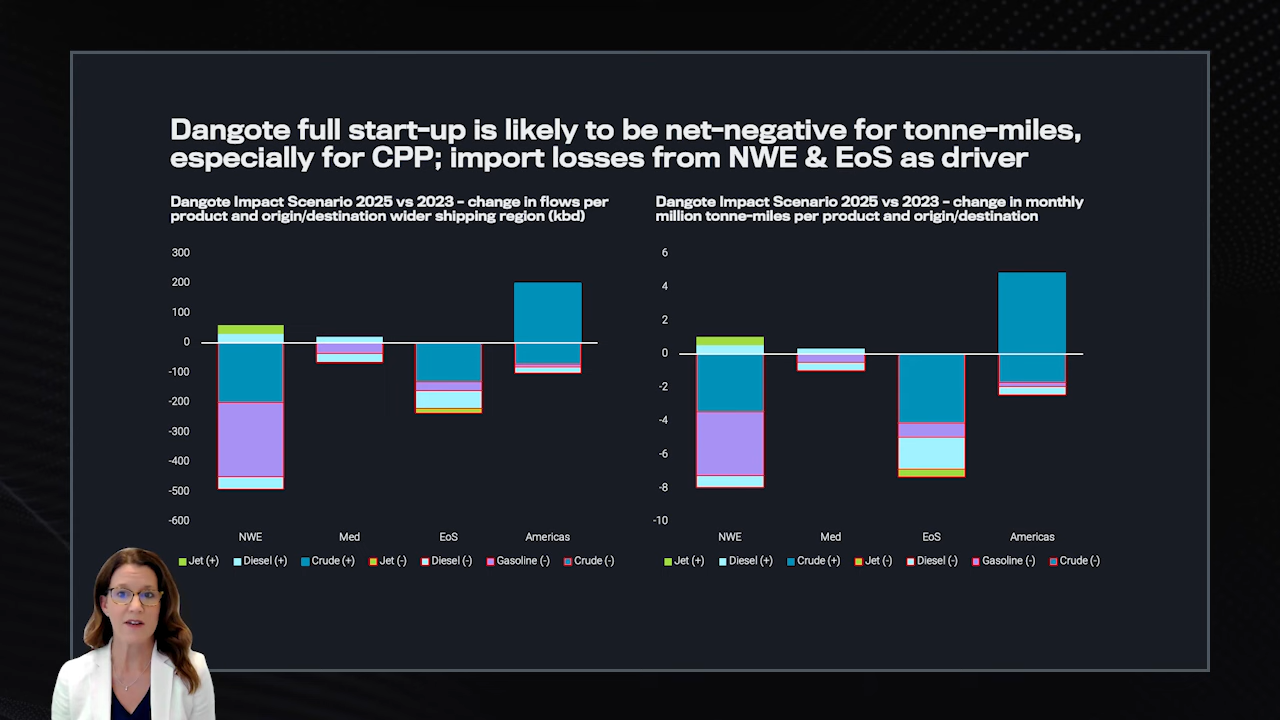 Dangote full start-up is likely to be net-negative for tonne-miles,
especially for CPP; import losses from NWE & EoS as driver
Dangote Impact Scenario 2025 vs 2023 - change in flows per
product and origin/destination wider shipping region (kbd)
300
200
100
0
-100
-200
-300
-400
-500
-600
NWE Med EoS Americas
Jet (+) Diesel (+) Crude (+) Jet (-) Diesel (-) Gasoline (-) Crude (-)
Dangote Impact Scenario 2025 vs 2023 - change in monthly
million tonne-miles per product and origin/destination
6
4
2
0
-2
-4
-6
-8
-10
NWE Med EoS Americas
Jet (+) Diesel (+) Crude (+) Jet (-) Diesel (-) Gasoline (-) Crude (-)